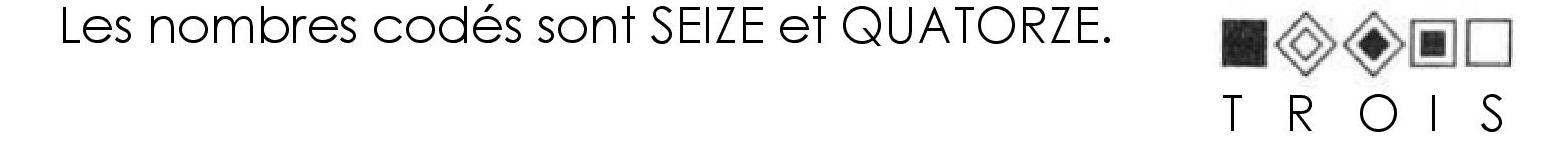 Les nombres codés sont SEIZE et QUATORZE.
T R O I S